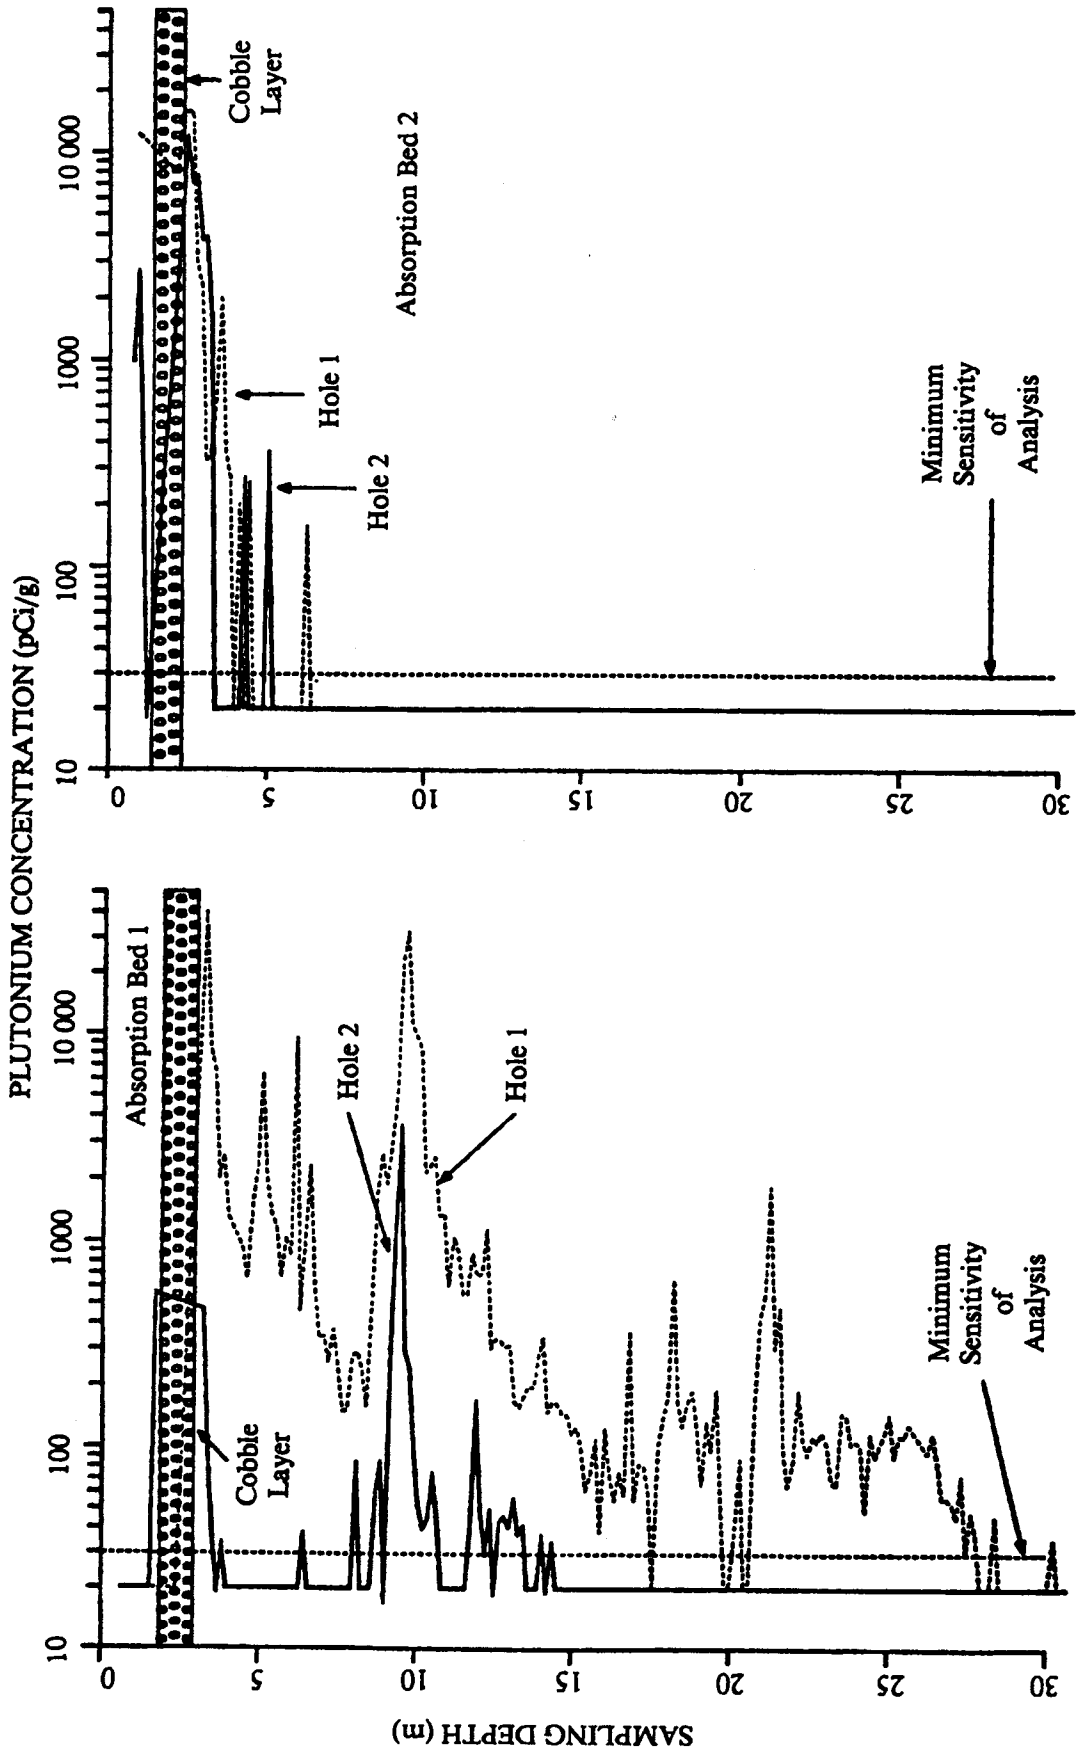 PLUTONIUM CONCENTRATION (pCi/g)
10
100
1000
10 000
10
100
1000
10 000
SAMPLING DEPTH (m)
0
5
10
15
20
25
30
0
5
10
15
20
25
30
Absorption Bed 1
Cobble
Layer
Hole 2
Hole 1
Minimum
Sensitivity
of
Analysis
Cobble
Layer
Absorption Bed 2
Hole 1
Hole 2
Minimum
Sensitivity
of
Analysis